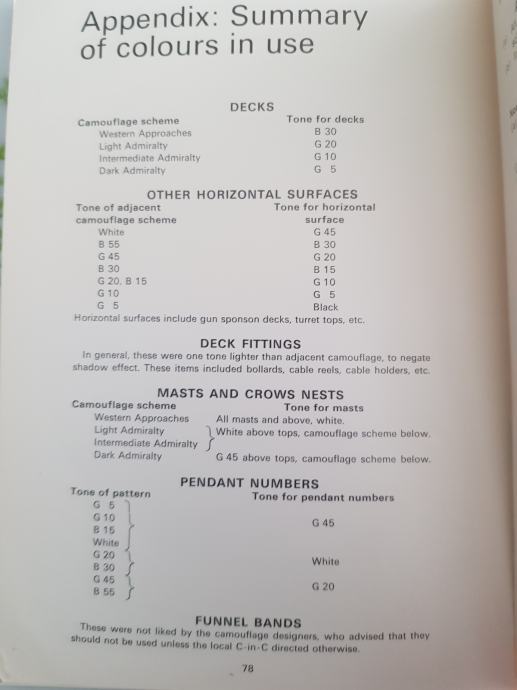 Appendix: Summary
of colours in use
DECKS
Camouflage scheme Tone for decks
Western Approaches B 30
Light Admiralty G 20
Intermediate Admiralty G 10
Dark Admiralty G 5
OTHER HORIZONTAL SURFACES
Tone of adjacent Tone for horizontal
camouflage scheme surface
White G 45
B 55 B 30
G 45 G 20
B 30 B 15
G 20, B 15 G 10
G 10 G 5
G 5 Black
Horizontal surfaces include gun sponson decks, turret tops, etc.
DECK FITTINGS
In general, these were one tone lighter than adjacent camouflage, to negate
shadow effect. These items included bollards, cable reels, cable holders, etc.
MASTS AND CROWS NESTS
Camouflage scheme Tone for masts
Western Approaches All masts and above, white.
Light Admiralty } White above tops, camouflage scheme below.
Intermediate Admiralty
Dark Admiralty G 45 above tops, camouflage scheme below.
PENDANT NUMBERS
Tone of pattern Tone for pendant numbers
G 5
G 10
G 45
B 15
White
G 20
White
B 30
G 45
G 20
B 55
FUNNEL BANDS
These were not liked by the camouflage designers, who advised that they
should not be used unless the local C-in-C directed otherwise.
78